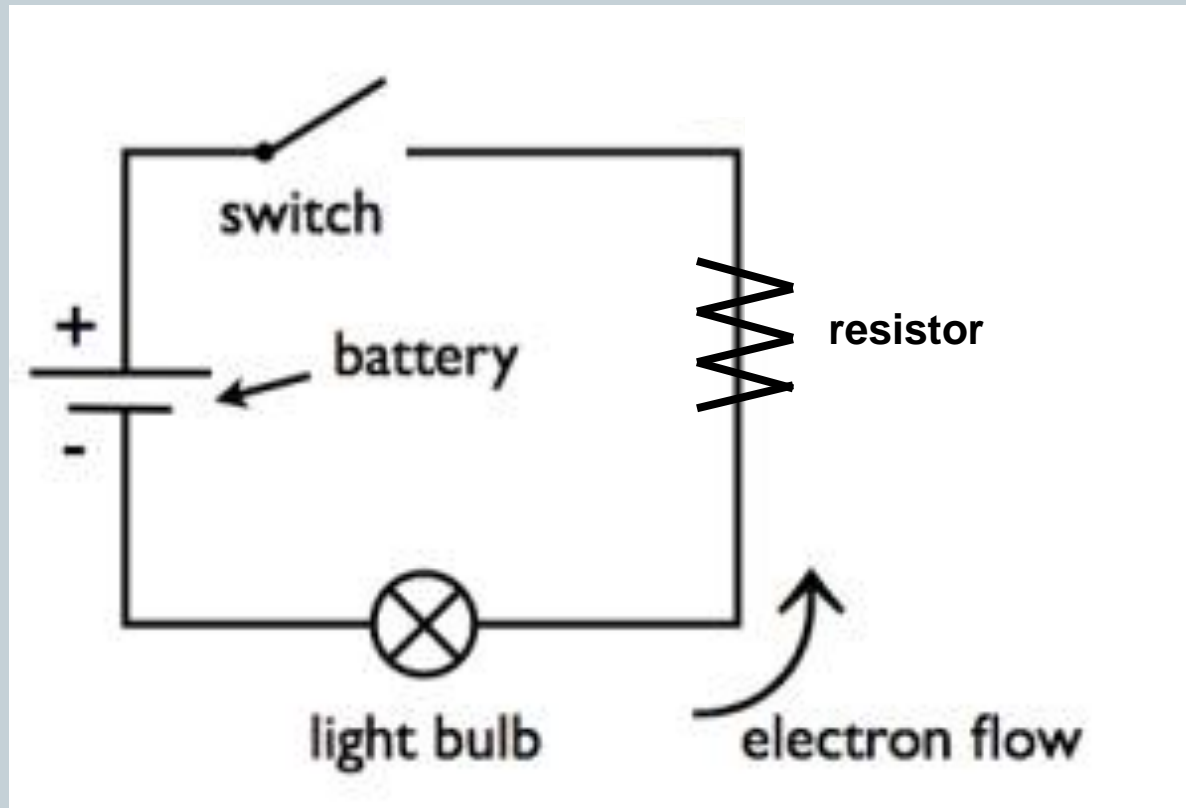 switch
+
battery
resistor
-
light bulb
electron flow